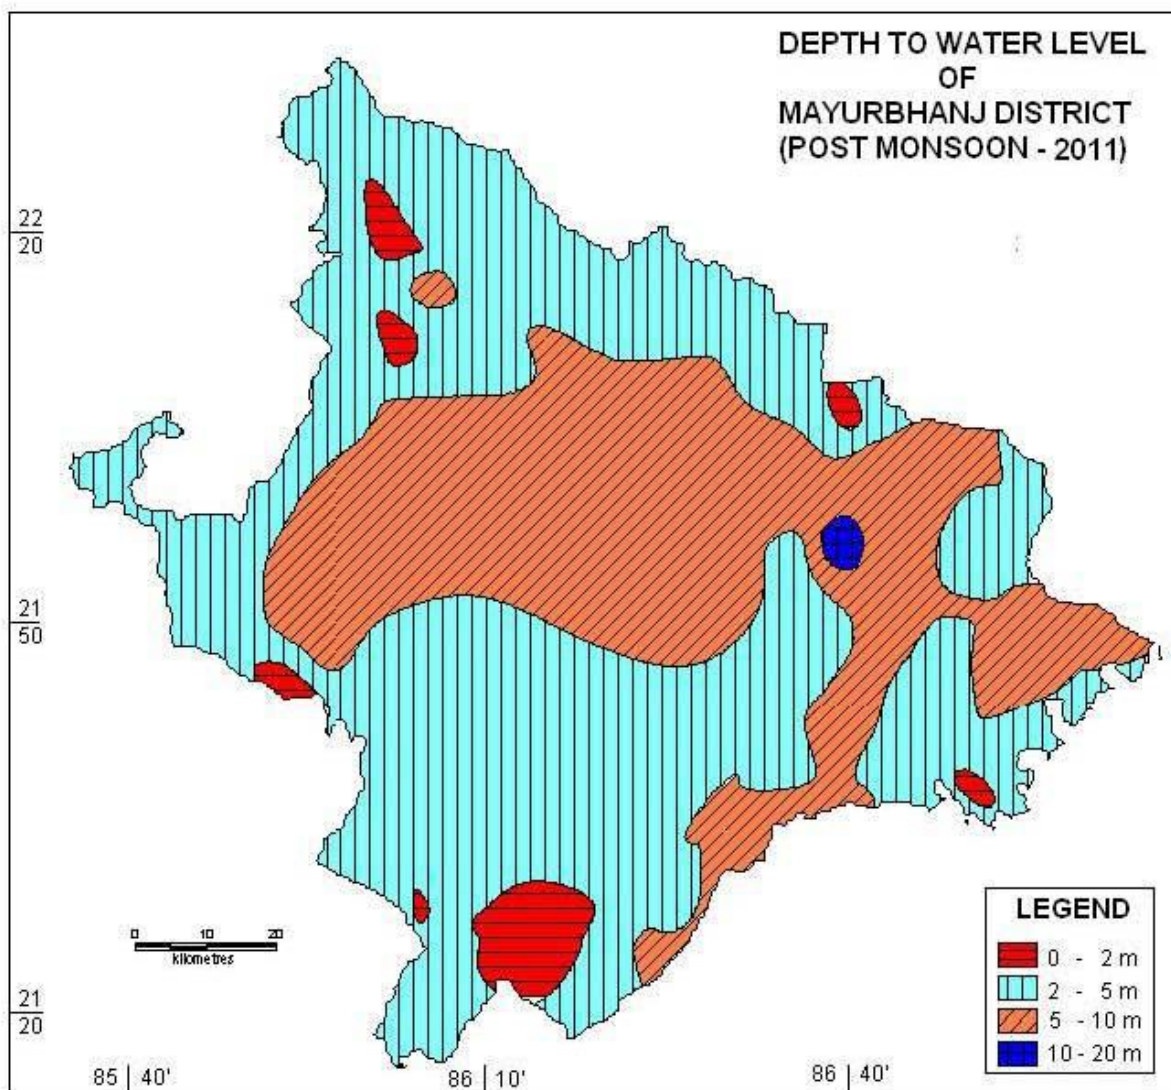 DEPTH TO WATER LEVEL
OF
MAYURBHANJ DISTRICT
(POST MONSOON - 2011)
22
20
21
50
21
20
0 10 20
kilometres
LEGEND
0 - 2 m
2 - 5 m
5 - 10 m
10 - 20 m
85 40' 86 10' 86 40'